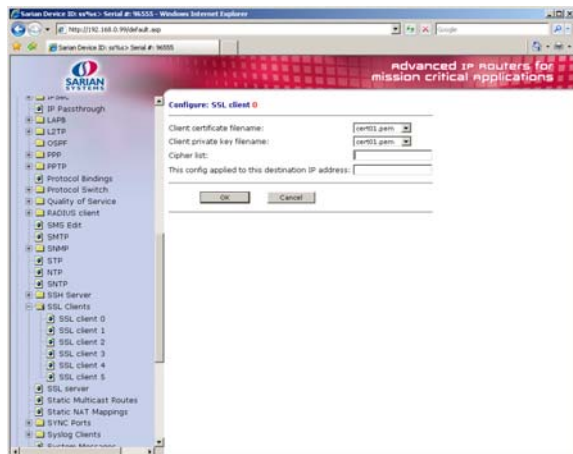 Sarian Device ID: ss%s> Serial #: 96555 - Windows Internet Explorer
http://192.168.0.99/default.asp
Google
Sarian Device ID: ss%s> Serial #: 96555
SARIAN
SYSTEMS
Advanced IP Routers for
mission critical applications
IPSec
IP Passthrough
LAPB
L2TP
OSPF
PPP
PPTP
Protocol Bindings
Protocol Switch
Quality of Service
RADIUS client
SMS Edit
SMTP
SNMP
STP
NTP
SNTP
SSH Server
SSL Clients
SSL client 0
SSL client 1
SSL client 2
SSL client 3
SSL client 4
SSL client 5
SSL server
Static Multicast Routes
Static NAT Mappings
SYNC Ports
Syslog Clients
System Messages
Configure: SSL client 0
Client certificate filename: cert01.pem
Client private key filename: cert01.pem
Cipher list:
This config applied to this destination IP address:
OK Cancel